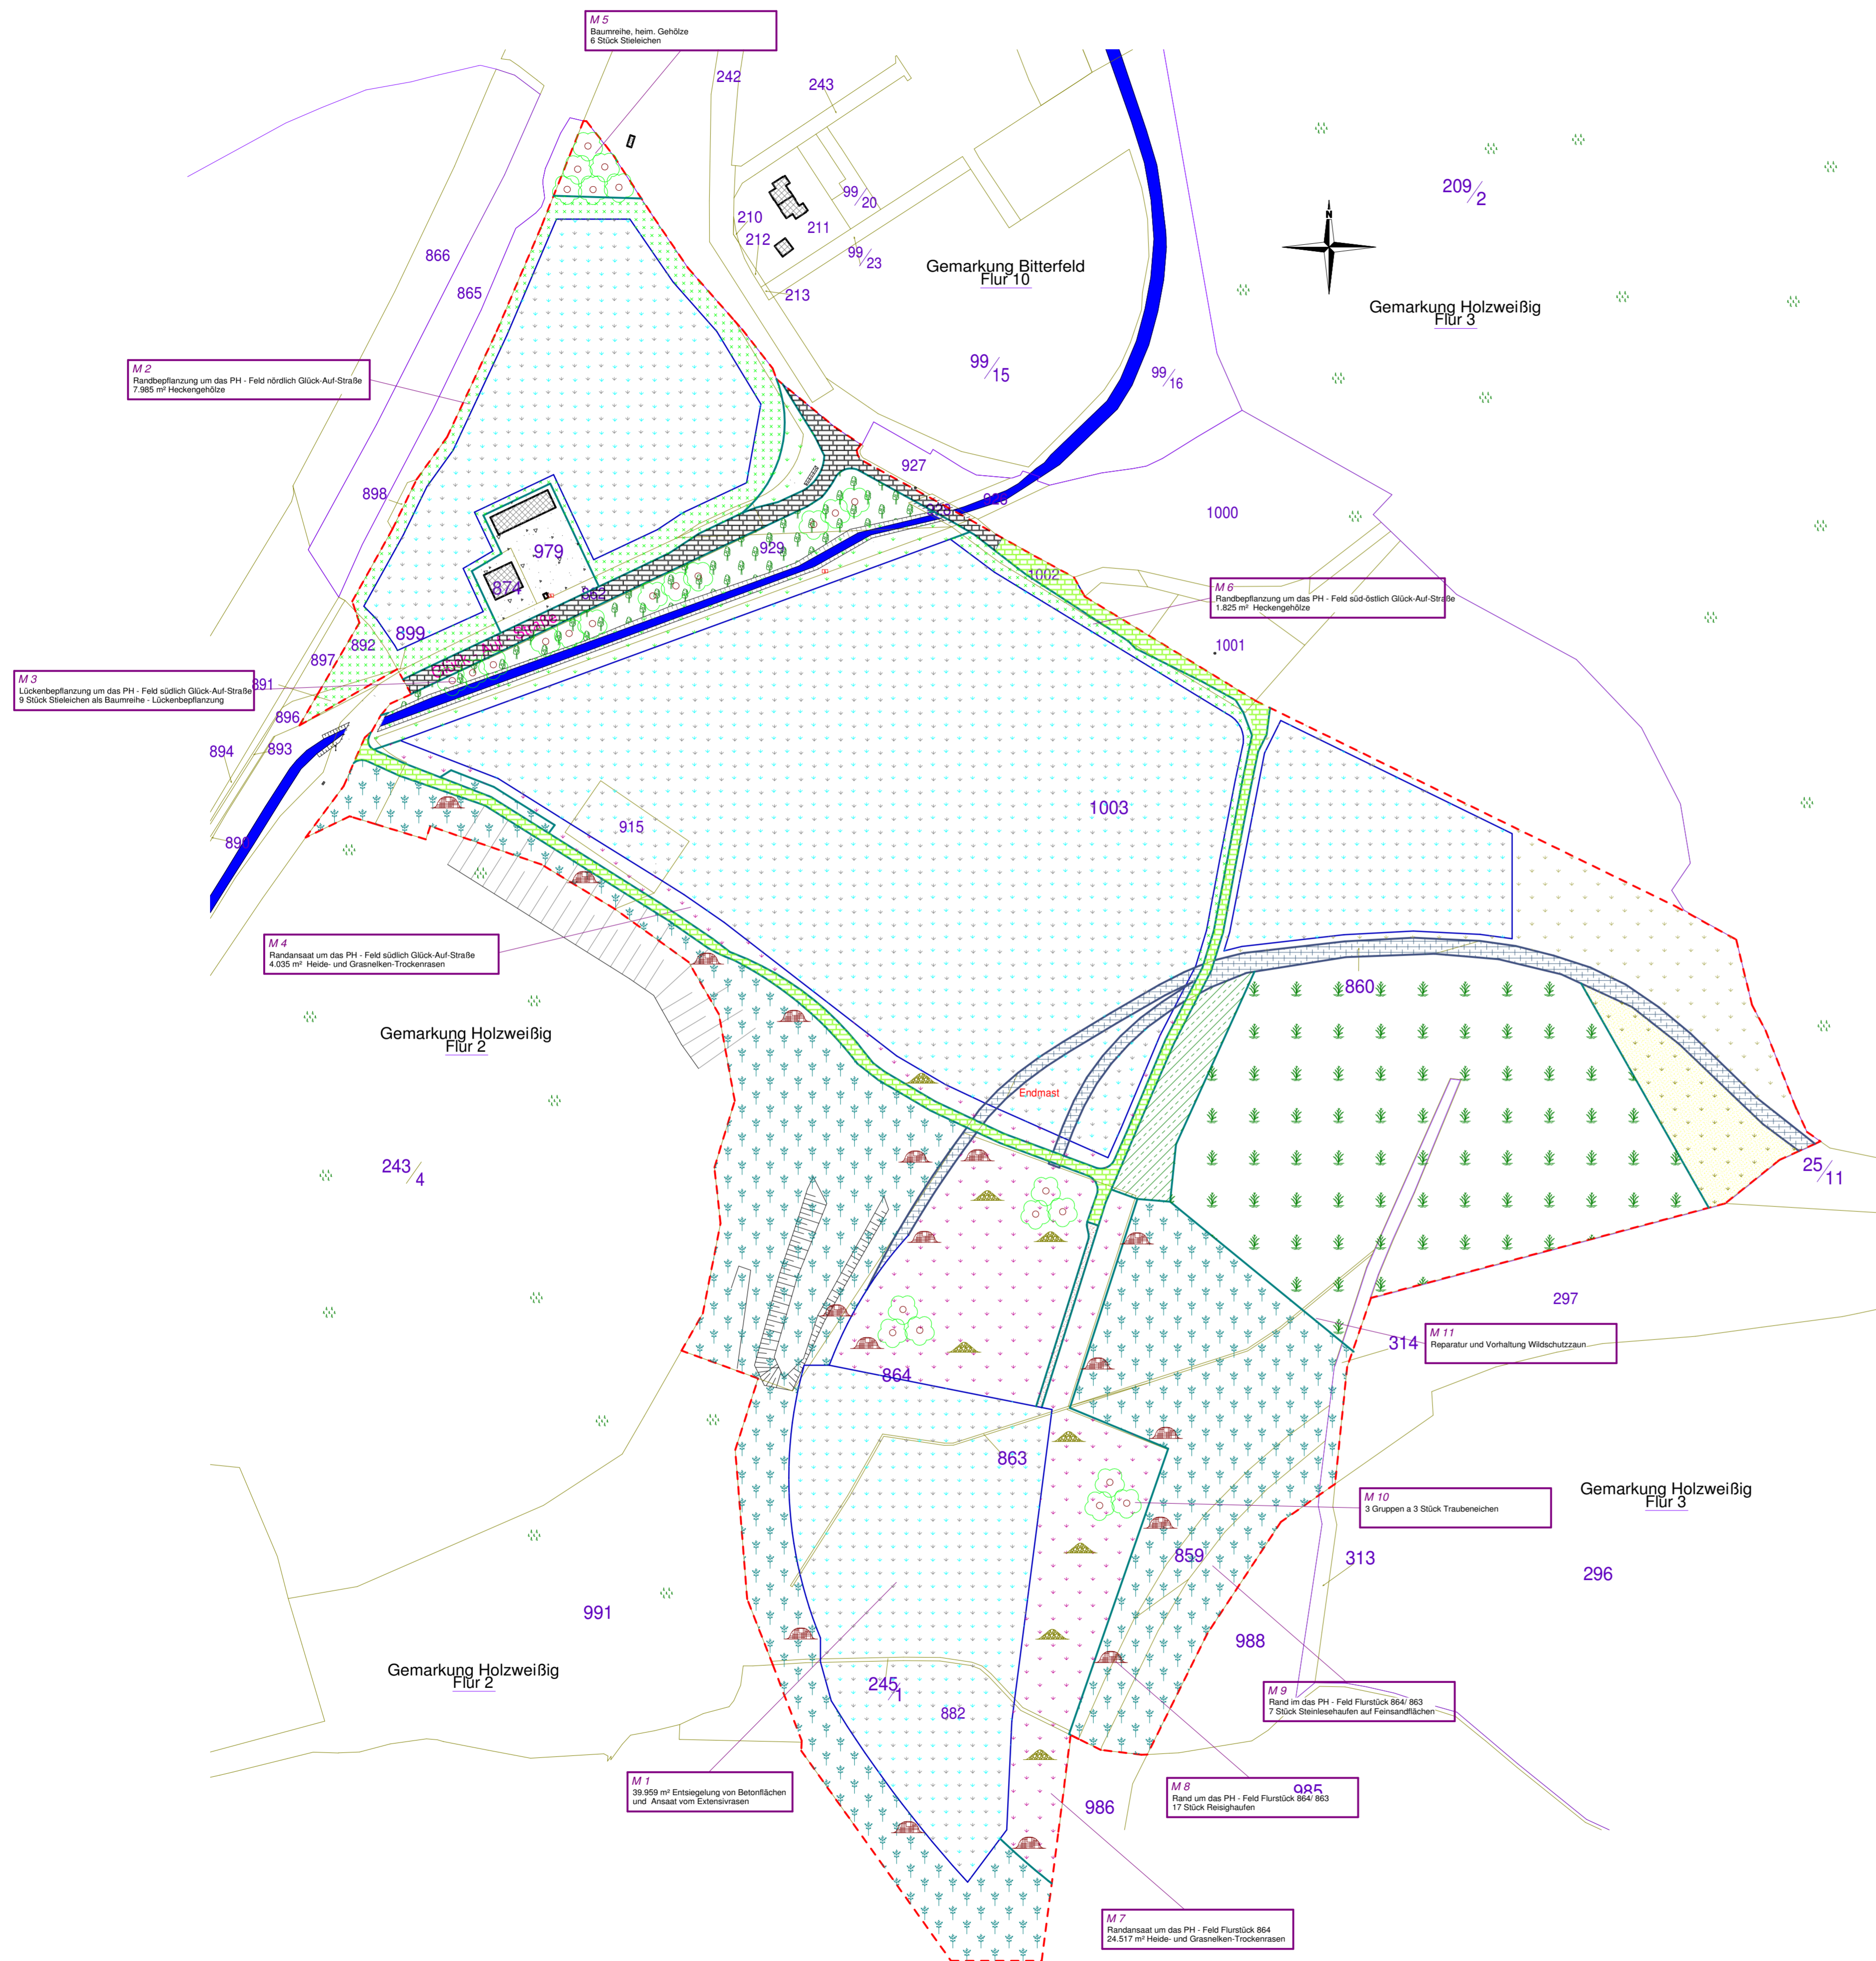 M 5
Baumreihe, heim. Gehölze
6 Stück Stieleichen
242
243
209/2
99/20
210
211
212
99/23
213
866
865
N
Gemarkung Bitterfeld
Flur 10
Gemarkung Holzweißig
Flur 3
99/15
99/16
M 2
Randbepflanzung um das PH - Feld nördlich Glück-Auf-Straße
7.985 m² Heckengehölze
927
898
1000
929
979
874
862
1002
M 6
Randbepflanzung um das PH - Feld süd-östlich Glück-Auf-Straße
1.825 m² Heckengehölze
899
892
1001
897
M 3
Lückenbepflanzung um das PH - Feld südlich Glück-Auf-Straße
9 Stück Stieleichen als Baumreihe - Lückenbepflanzung
891
896
894
893
1003
915
M 4
Randansaat um das PH - Feld südlich Glück-Auf-Straße
4.035 m² Heide- und Grasnelken-Trockenrasen
860
Gemarkung Holzweißig
Flur 2
Endmast
243/4
25/11
297
314
M 11
Reparatur und Vorhaltung Wildschutzzaun
864
863
M 10
3 Gruppen a 3 Stück Traubeneichen
Gemarkung Holzweißig
Flur 3
859
313
296
991
988
Gemarkung Holzweißig
Flur 2
245/1
882
M 9
Rand im das PH - Feld Flurstück 864/ 863
7 Stück Steinlesehaufen auf Feinsandflächen
M 1
39.959 m² Entsiegelung von Betonflächen
und Ansaat vom Extensivrasen
M 8
985
Rand um das PH - Feld Flurstück 864/ 863
17 Stück Reisighaufen
986
M 7
Randansaat um das PH - Feld Flurstück 864
24.517 m² Heide- und Grasnelken-Trockenrasen